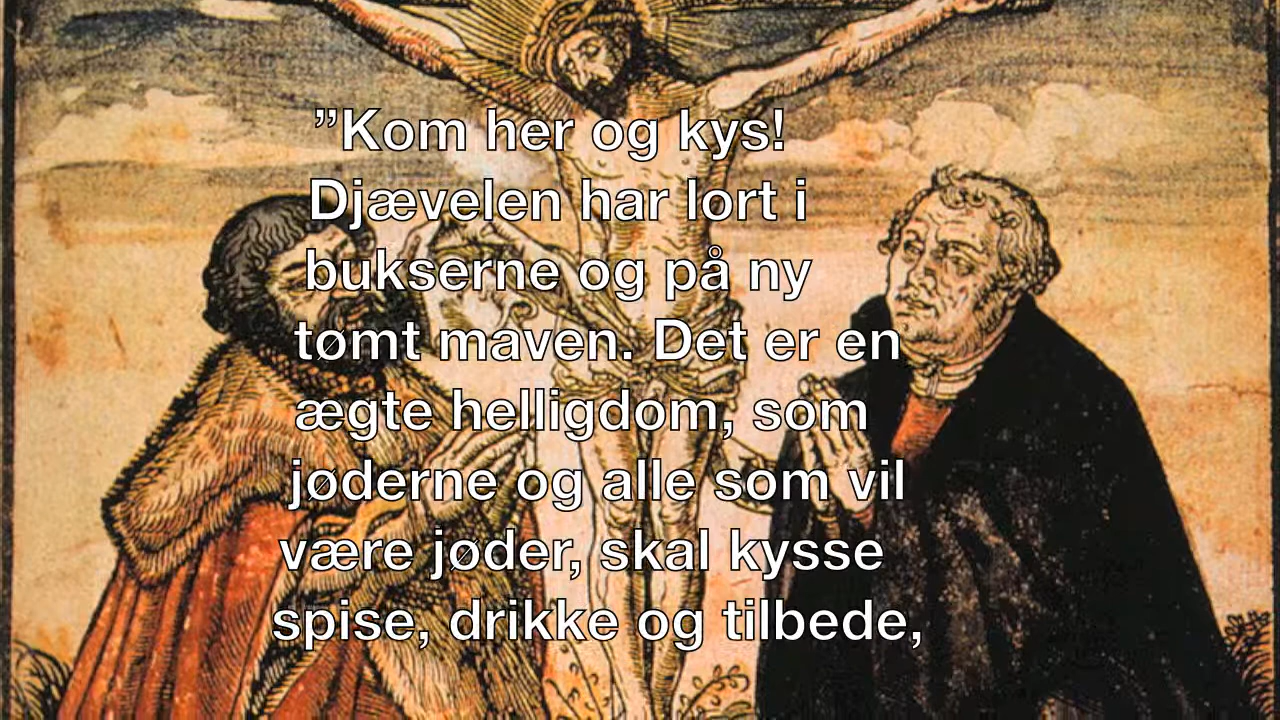 ”Kom her og kys!
Djævelen har lort i
bukserne og på ny
tømt maven. Det er en
ægte helligdom, som
jøderne og alle som vil
være jøder, skal kysse
spise, drikke og tilbede,